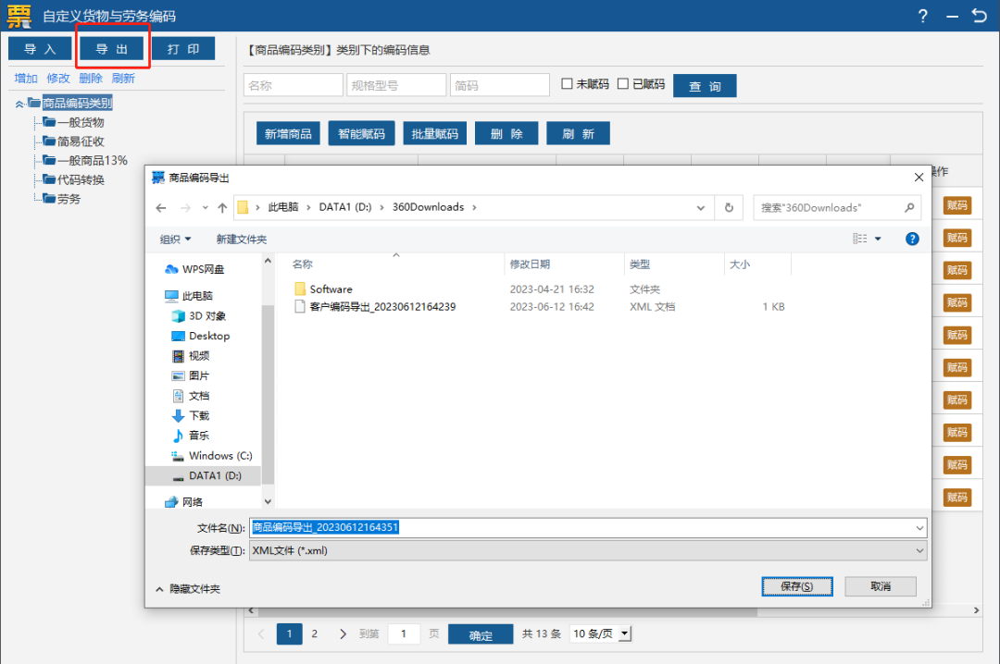 票 自定义货物与劳务编码
导 入 导 出 打 印
增加 修改 删除 刷新
商品编码类别
一般货物
简易征收
一般商品13%
代码转换
劳务
【商品编码类别】类别下的编码信息
名称 规格型号 简码 未赋码 已赋码 查 询
新增商品 智能赋码 批量赋码 删 除 刷 新
作
赋码
赋码
赋码
赋码
赋码
赋码
赋码
赋码
赋码
赋码
商品编码导出
此电脑 › DATA1 (D:) › 360Downloads ›
搜索"360Downloads"
组织 新建文件夹
WPS网盘
此电脑
3D 对象
Desktop
视频
图片
文档
下载
音乐
Windows (C:)
DATA1 (D:)
网络
名称 修改日期 类型 大小
Software 2023-04-21 16:32 文件夹
客户编码导出_20230612164239 2023-06-12 16:42 XML 文档 1 KB
文件名(N): 商品编码导出_20230612164351
保存类型(T): XML文件 (*.xml)
隐藏文件夹 保存(S) 取消
1 2 到第 1 页 确定 共 13 条 10 条/页